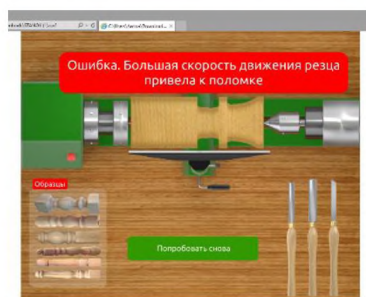 Ошибка. Большая скорость движения резца
привела к поломке
Образцы
Попробовать снова